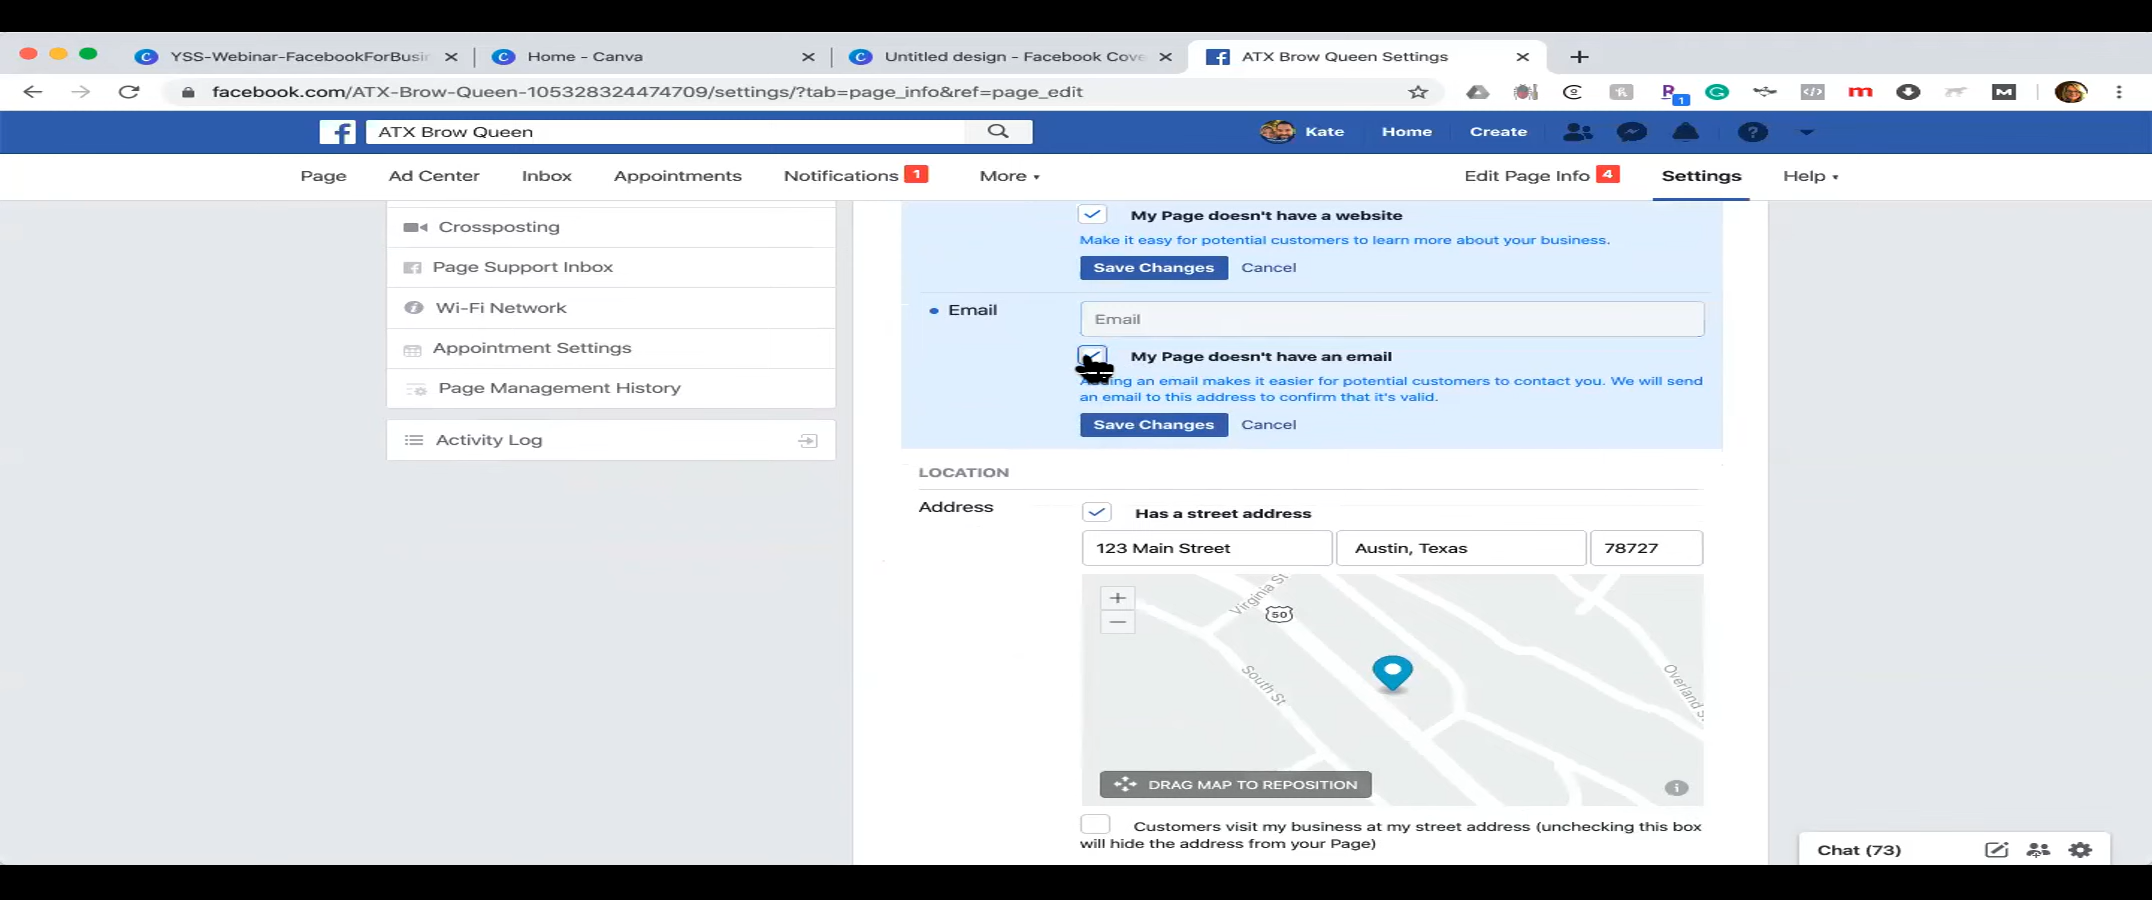 YSS-Webinar-FacebookForBusin
Home - Canva
Untitled design - Facebook Cove
ATX Brow Queen Settings
facebook.com/ATX-Brow-Queen-105328324474709/settings/?tab=page_info&ref=page_edit
ATX Brow Queen
Kate
Home
Create
Page
Ad Center
Inbox
Appointments
Notifications 1
More
Edit Page Info 4
Settings
Help
Crossposting
Page Support Inbox
Wi-Fi Network
Appointment Settings
Page Management History
Activity Log
My Page doesn't have a website
Make it easy for potential customers to learn more about your business.
Save Changes Cancel
Email
Email
My Page doesn't have an email
Adding an email makes it easier for potential customers to contact you. We will send
an email to this address to confirm that it's valid.
Save Changes Cancel
LOCATION
Address
Has a street address
123 Main Street
Austin, Texas
78727
Virginia St
50
South St
Overland S
DRAG MAP TO REPOSITION
Customers visit my business at my street address (unchecking this box
will hide the address from your Page)
Chat (73)